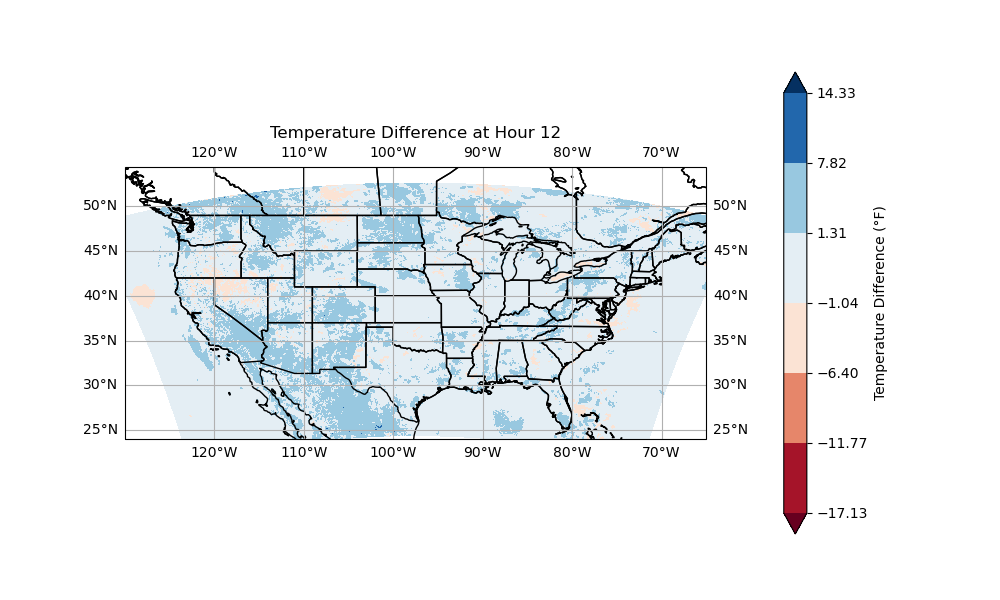 Temperature Difference at Hour 12
120°W 110°W 100°W 90°W 80°W 70°W
50°N 50°N
45°N 45°N
40°N 40°N
35°N 35°N
30°N 30°N
25°N 25°N
120°W 110°W 100°W 90°W 80°W 70°W
14.33
7.82
1.31
−1.04
−6.40
−11.77
−17.13
Temperature Difference (°F)